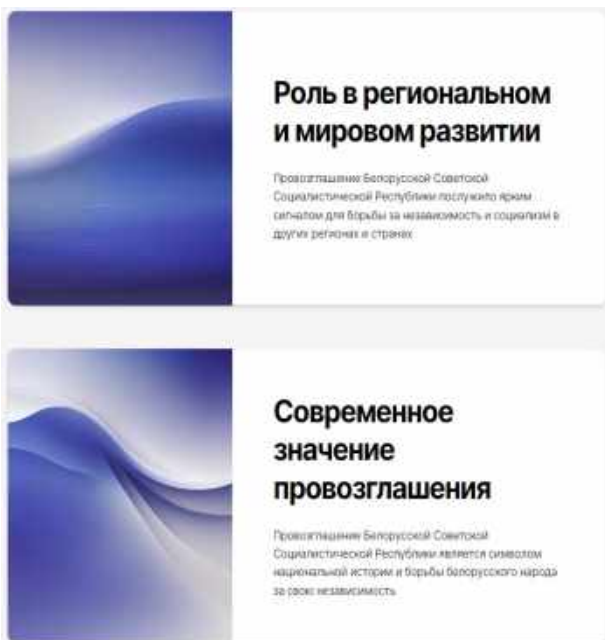 Роль в региональном
и мировом развитии
Провозглашение Белорусской Советской
Социалистической Республики послужило ярким
сигналом для борьбы за независимость и социализм в
других регионах и странах
Современное
значение
провозглашения
Провозглашение Белорусской Советской
Социалистической Республики является символом
национальной истории и борьбы белорусского народа
за свою независимость